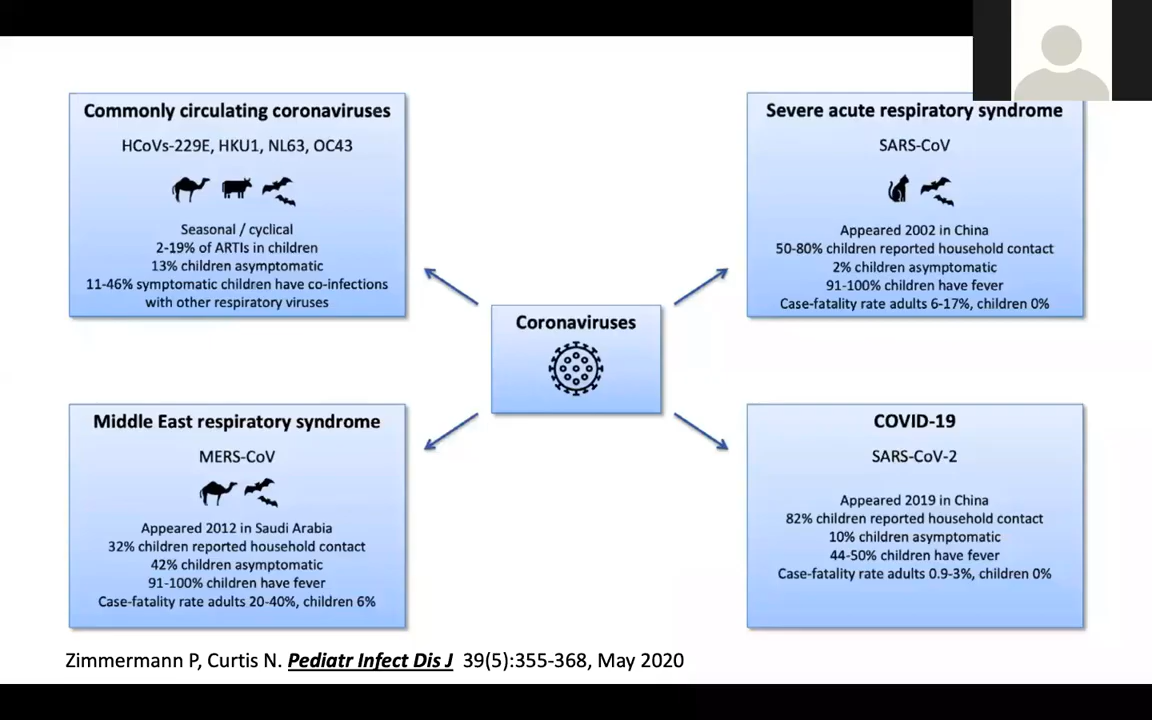 Commonly circulating coronaviruses
HCoVs-229E, HKU1, NL63, OC43
Seasonal / cyclical
2-19% of ARTIs in children
13% children asymptomatic
11-46% symptomatic children have co-infections
with other respiratory viruses
Severe acute respiratory syndrome
SARS-CoV
Appeared 2002 in China
50-80% children reported household contact
2% children asymptomatic
91-100% children have fever
Case-fatality rate adults 6-17%, children 0%
Coronaviruses
Middle East respiratory syndrome
MERS-CoV
Appeared 2012 in Saudi Arabia
32% children reported household contact
42% children asymptomatic
91-100% children have fever
Case-fatality rate adults 20-40%, children 6%
COVID-19
SARS-CoV-2
Appeared 2019 in China
82% children reported household contact
10% children asymptomatic
44-50% children have fever
Case-fatality rate adults 0.9-3%, children 0%
Zimmermann P, Curtis N. Pediatr Infect Dis J 39(5):355-368, May 2020